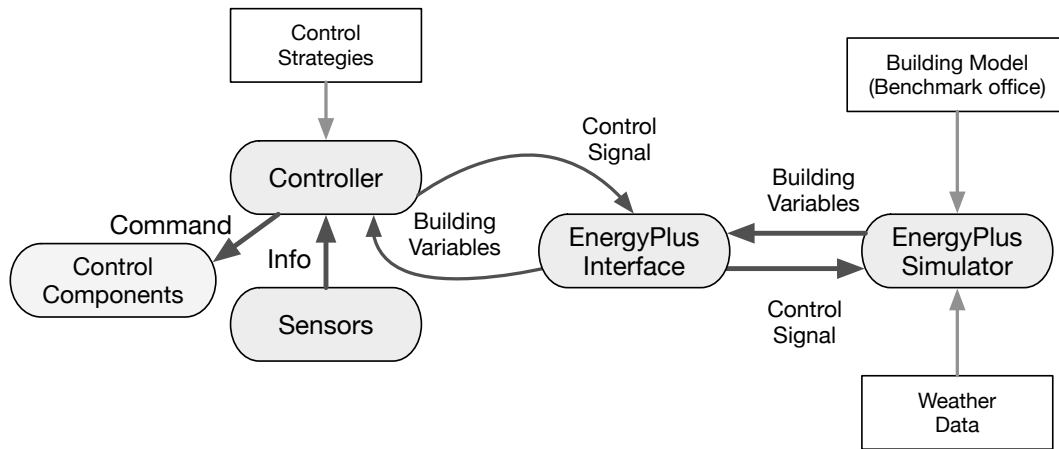 Control
Strategies
Building Model
(Benchmark office)
Control
Signal
Controller
Building
Variables
Command
Building
Variables
EnergyPlus
Interface
EnergyPlus
Simulator
Info
Control
Components
Sensors
Control
Signal
Weather
Data